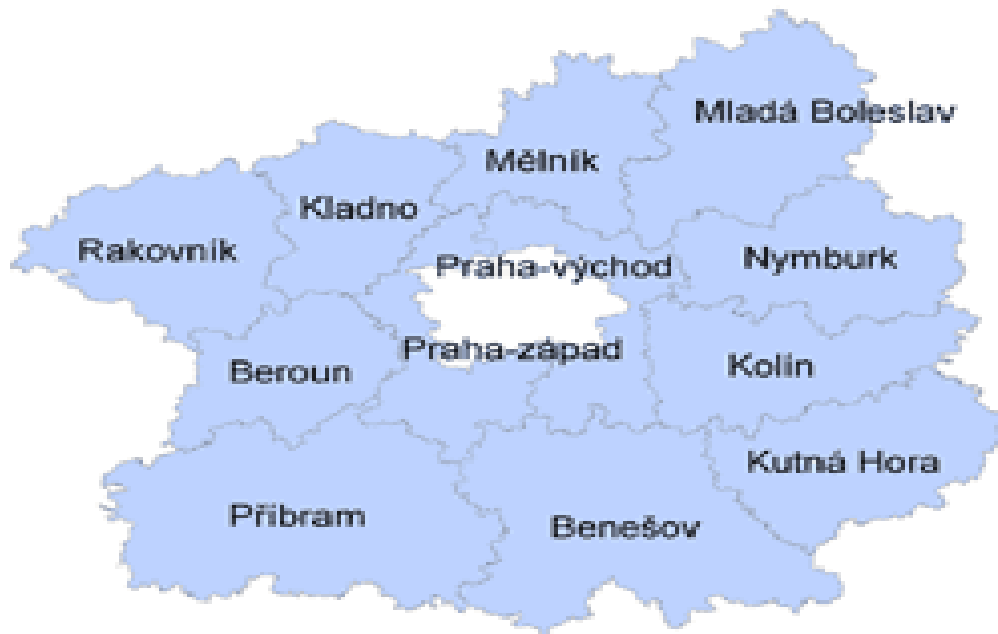 Mladá Boleslav
Mělník
Kladno
Rakovník
Praha-východ
Nymburk
Praha-západ
Kolín
Beroun
Kutná Hora
Příbram
Benešov